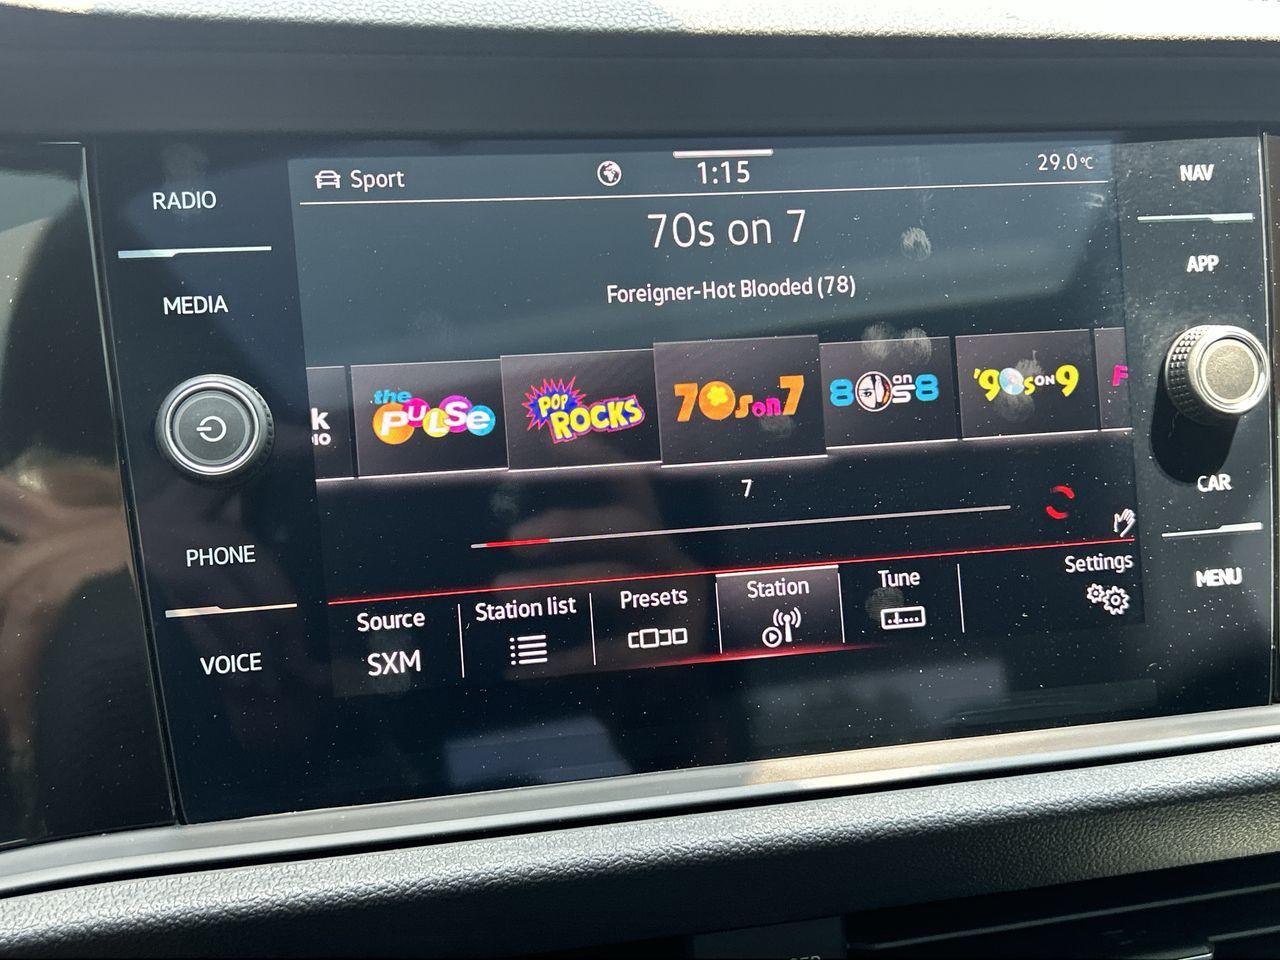 RADIO
MEDIA
PHONE
VOICE
Sport
1:15
29.0°C
70s on 7
Foreigner-Hot Blooded (78)
k
IO
the
PULSE
POP
ROCKS
70s on 7
80s on 8
'90s ON 9
F
7
Source
SXM
Station list
Presets
Station
Tune
Settings
NAV
APP
CAR
MENU